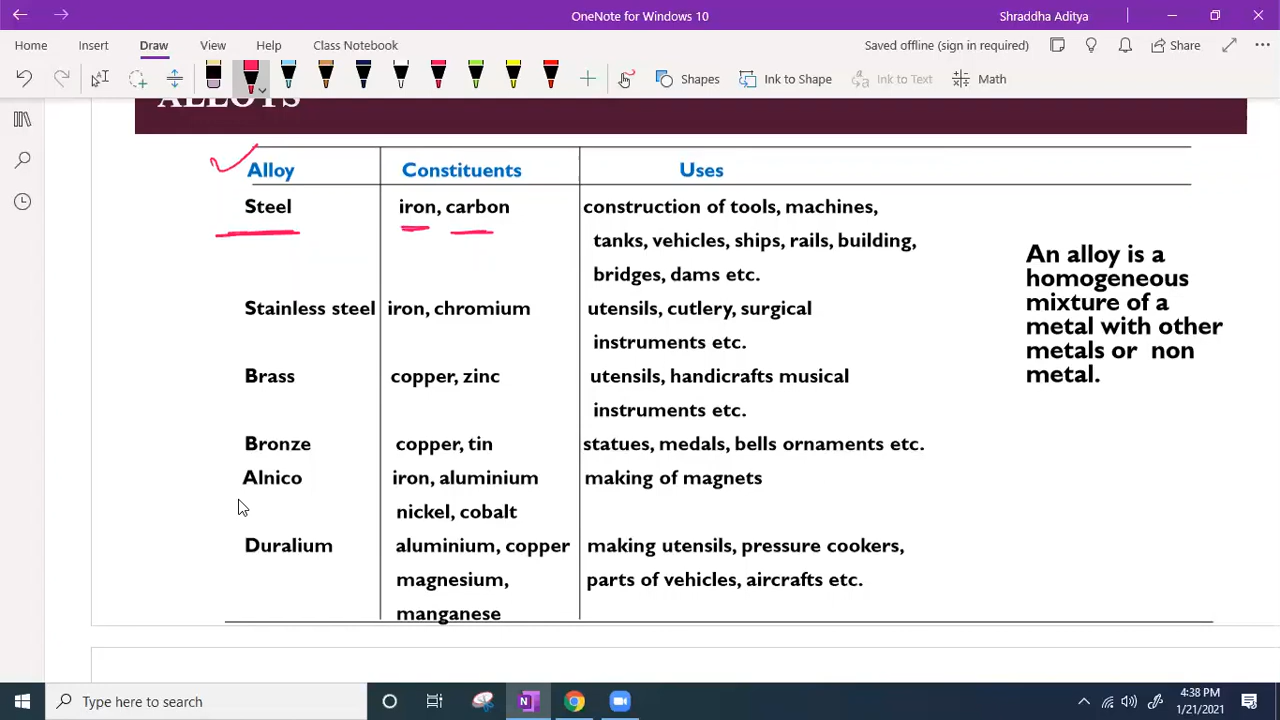 OneNote for Windows 10
Shraddha Aditya
Home Insert Draw View Help Class Notebook
Saved offline (sign in required)
Share
Shapes
Ink to Shape
Ink to Text
Math
ALLOYS
Alloy Constituents Uses
Steel iron, carbon construction of tools, machines,
tanks, vehicles, ships, rails, building,
bridges, dams etc.
Stainless steel iron, chromium utensils, cutlery, surgical
instruments etc.
Brass copper, zinc utensils, handicrafts musical
instruments etc.
Bronze copper, tin statues, medals, bells ornaments etc.
Alnico iron, aluminium making of magnets
nickel, cobalt
Duralium aluminium, copper making utensils, pressure cookers,
magnesium, parts of vehicles, aircrafts etc.
manganese
An alloy is a
homogeneous
mixture of a
metal with other
metals or non
metal.
Type here to search
4:38 PM
1/21/2021